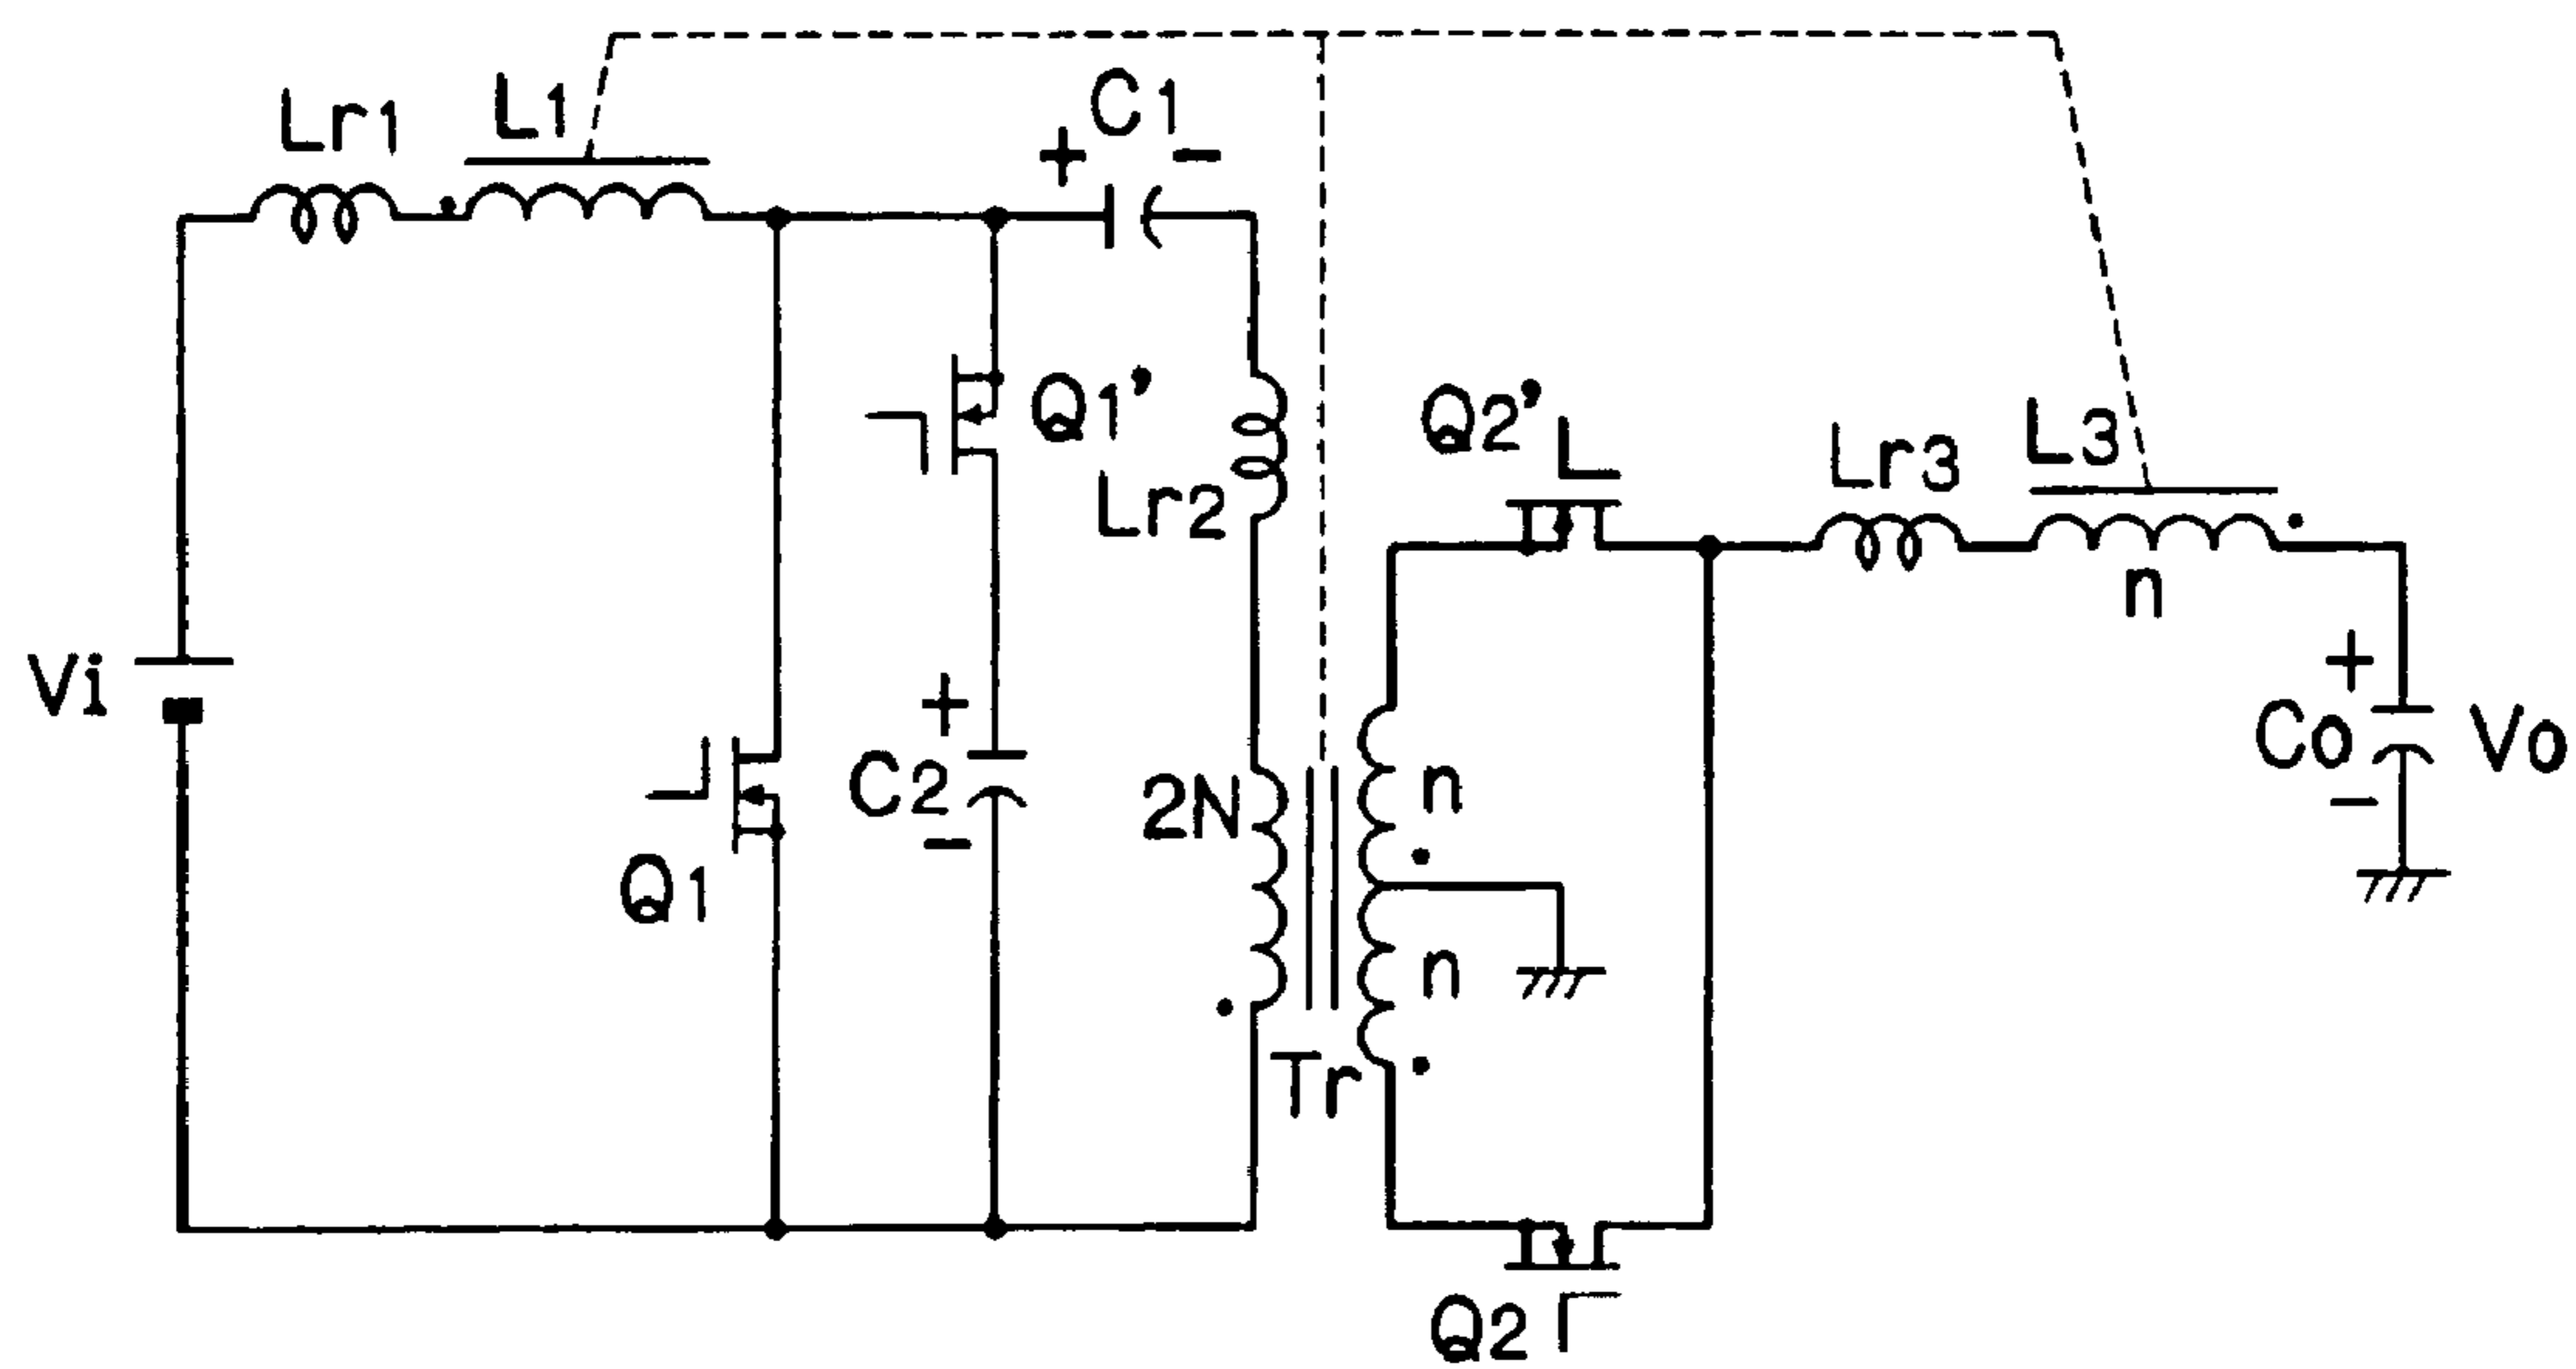 Lr1
L1
C1
+
-
Q1'
Lr2
Q2'
Lr3
L3
n
Vi
+
C2
-
2N
n
n
Tr
+
Co
-
Vo
Q1
Q2